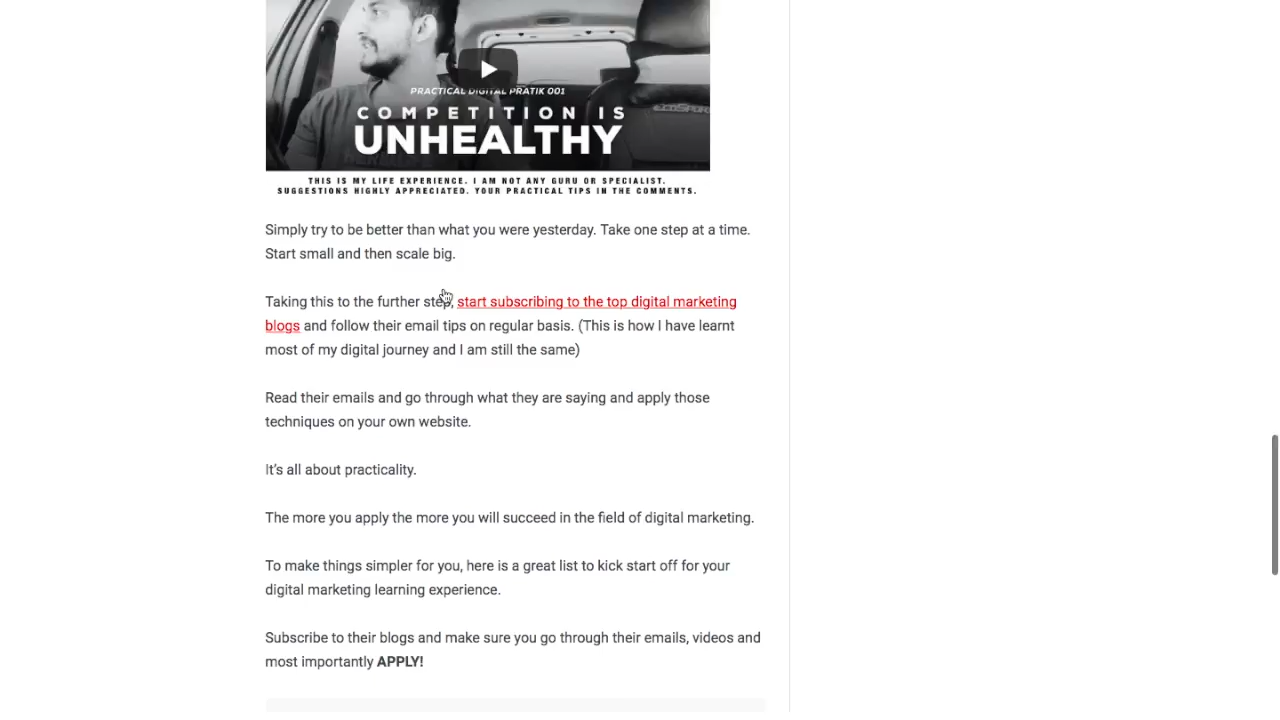 PRACTICAL DIGITAL PRATIK 001
COMPETITION IS
UNHEALTHY
THIS IS MY LIFE EXPERIENCE. I AM NOT ANY GURU OR SPECIALIST.
SUGGESTIONS HIGHLY APPRECIATED. YOUR PRACTICAL TIPS IN THE COMMENTS.
Simply try to be better than what you were yesterday. Take one step at a time.
Start small and then scale big.
Taking this to the further step, start subscribing to the top digital marketing
blogs and follow their email tips on regular basis. (This is how I have learnt
most of my digital journey and I am still the same)
Read their emails and go through what they are saying and apply those
techniques on your own website.
It's all about practicality.
The more you apply the more you will succeed in the field of digital marketing.
To make things simpler for you, here is a great list to kick start off for your
digital marketing learning experience.
Subscribe to their blogs and make sure you go through their emails, videos and
most importantly APPLY!